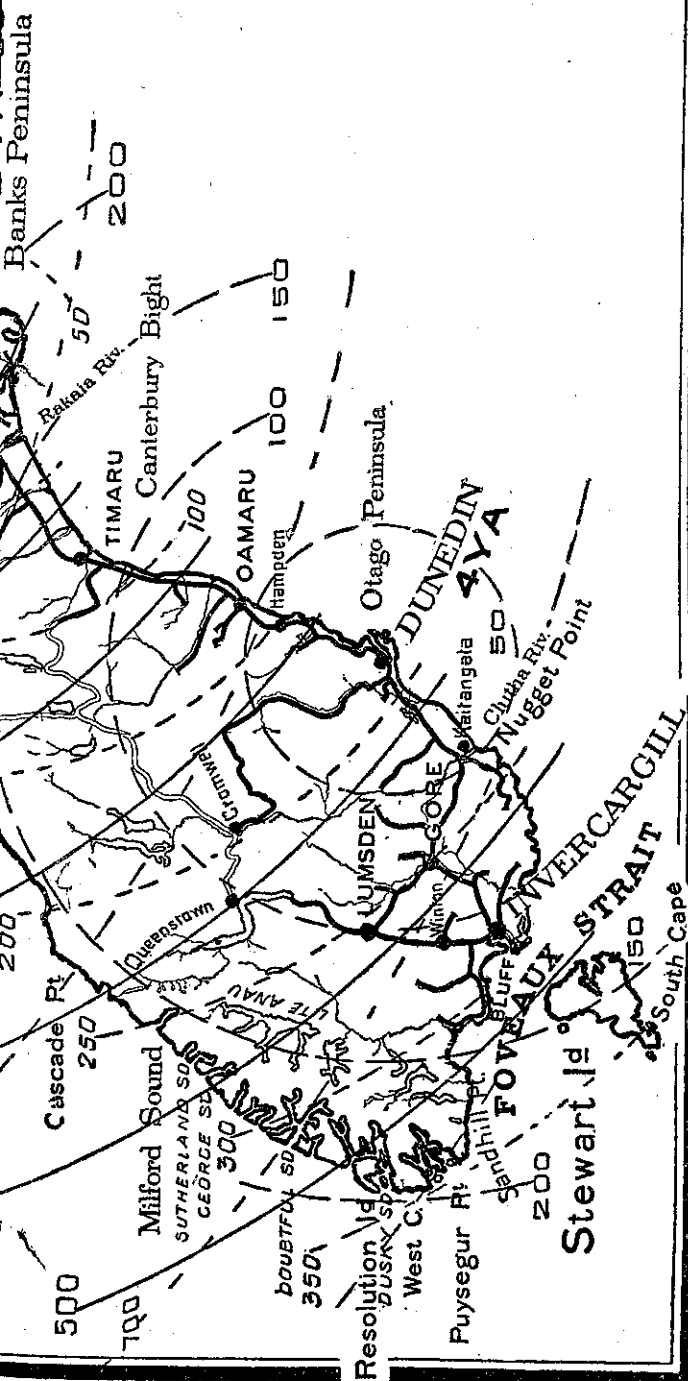 Banks Peninsula
200
50
Rakaia Riv.
Canterbury Bight
150
TIMARU
100
100
OAMARU
Hampden
Otago Peninsula
DUNEDIN
4YA
50
Kaitangata
Clutha Riv.
Nugget Point
Cromwell
GORE
LUMSDEN
Winton
INVERCARGILL
Queenstown
200
Cascade Pt
250
L. TE ANAU
Milford Sound
SUTHERLAND SD
GEORGE SD
300
DOUBTFUL SD
350
Resolution Id
DUSKY SD
West C.
Puysegur Pt
Sandhill Pt.
BLUFF
FOVEAUX STRAIT
200
Stewart Id
150
South Cape
500
700